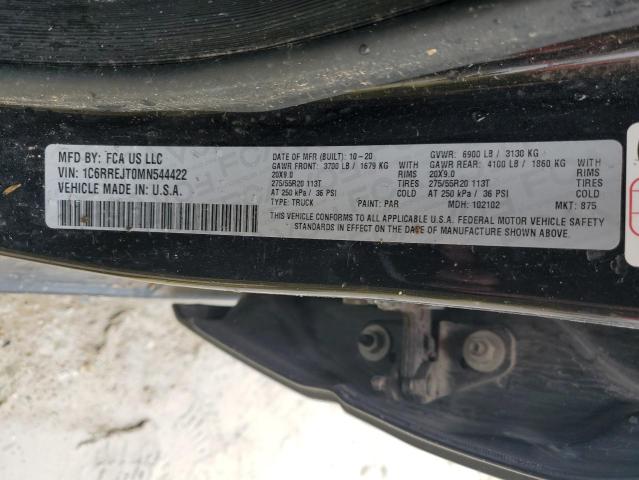 MFD BY: FCA US LLC
VIN: 1C6RREJT0MN544422
VEHICLE MADE IN U.S.A.
DATE OF MFR (BUILT): 10-20
GAWR FRONT: 3700 LB / 1679 KG
20X9.0 RIMS
275/55R20 113T TIRES
AT 250 kPa / 36 PSI COLD
TYPE: TRUCK PAINT: PAR
GVWR: 6900 LB / 3130 KG
GAWR REAR: 4100 LB / 1860 KG
20X9.0 RIMS
275/55R20 113T TIRES
AT 250 kPa / 36 PSI COLD
MDH: 102102 MKT: 875
THIS VEHICLE CONFORMS TO ALL APPLICABLE U.S.A. FEDERAL MOTOR VEHICLE SAFETY
STANDARDS IN EFFECT ON THE DATE OF MANUFACTURE SHOWN ABOVE.